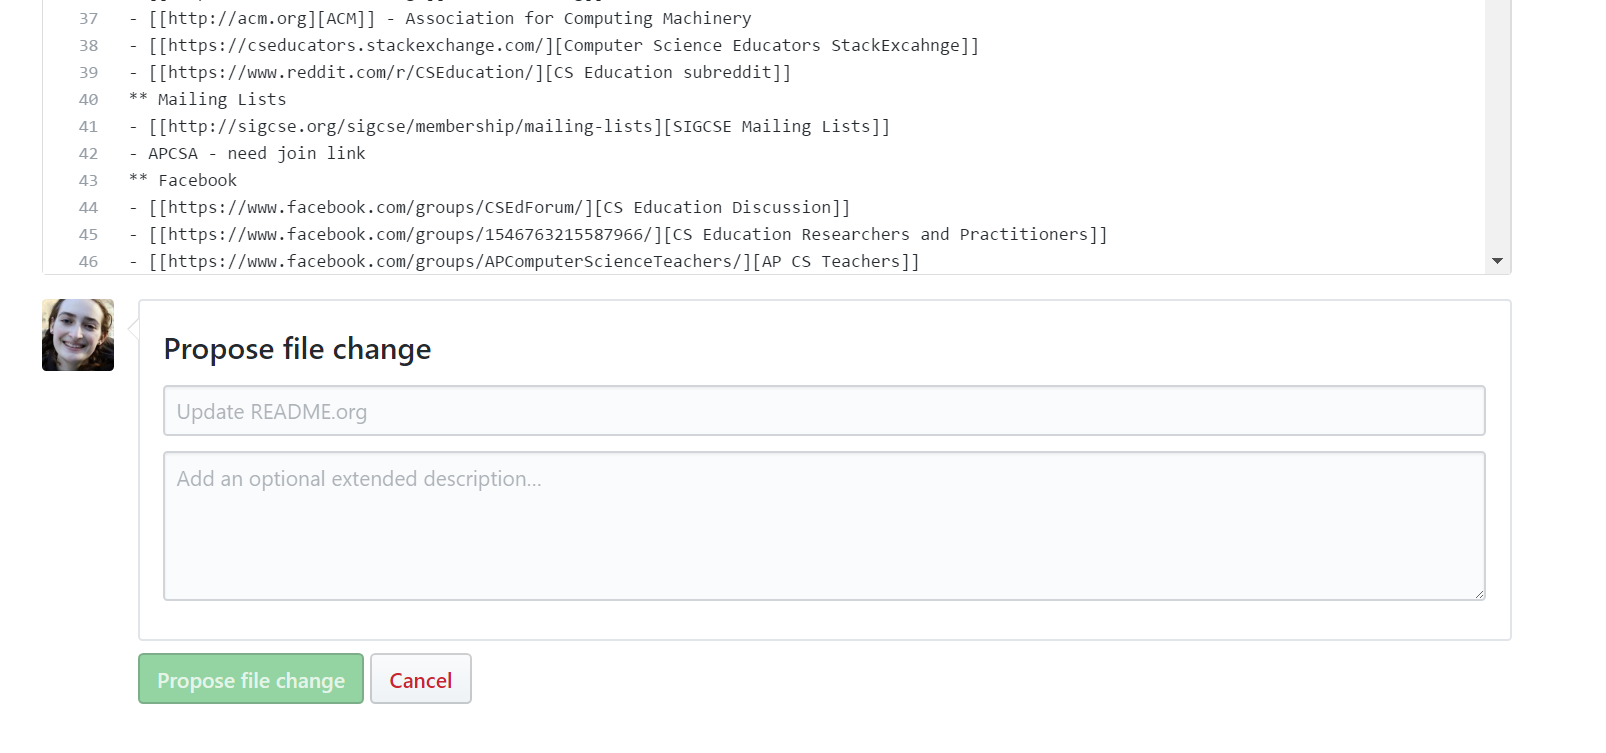 37 - [[http://acm.org][ACM]] - Association for Computing Machinery
38 - [[https://cseducators.stackexchange.com/][Computer Science Educators StackExcahnge]]
39 - [[https://www.reddit.com/r/CSEducation/][CS Education subreddit]]
40 ** Mailing Lists
41 - [[http://sigcse.org/sigcse/membership/mailing-lists][SIGCSE Mailing Lists]]
42 - APCSA - need join link
43 ** Facebook
44 - [[https://www.facebook.com/groups/CSEdForum/][CS Education Discussion]]
45 - [[https://www.facebook.com/groups/1546763215587966/][CS Education Researchers and Practitioners]]
46 - [[https://www.facebook.com/groups/APComputerScienceTeachers/][AP CS Teachers]]
Propose file change
Update README.org
Add an optional extended description...
Propose file change Cancel